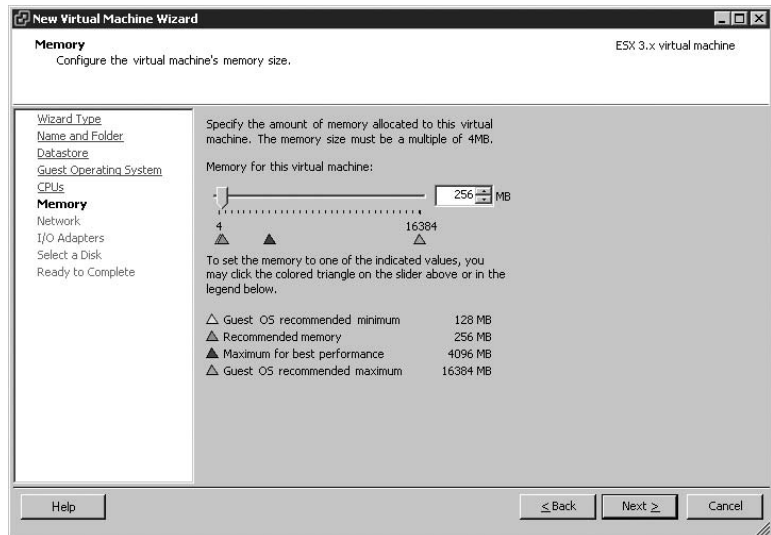 New Virtual Machine Wizard
Memory
ESX 3.x virtual machine
Configure the virtual machine's memory size.
Wizard Type
Name and Folder
Datastore
Guest Operating System
CPUs
Memory
Network
I/O Adapters
Select a Disk
Ready to Complete
Specify the amount of memory allocated to this virtual
machine. The memory size must be a multiple of 4MB.
Memory for this virtual machine:
256 MB
4 16384
To set the memory to one of the indicated values, you
may click the colored triangle on the slider above or in the
legend below.
Guest OS recommended minimum 128 MB
Recommended memory 256 MB
Maximum for best performance 4096 MB
Guest OS recommended maximum 16384 MB
Help
< Back
Next >
Cancel